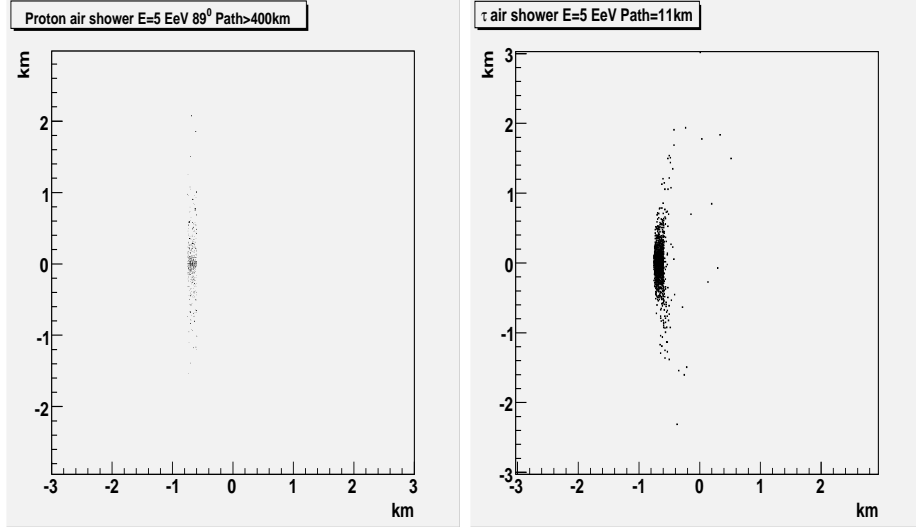 Proton air shower E=5 EeV 89⁰ Path>400km
km
2
1
0
-1
-2
-3 -2 -1 0 1 2 3
km
τ air shower E=5 EeV Path=11km
km
3
2
1
0
-1
-2
-3
-3 -2 -1 0 1 2
km